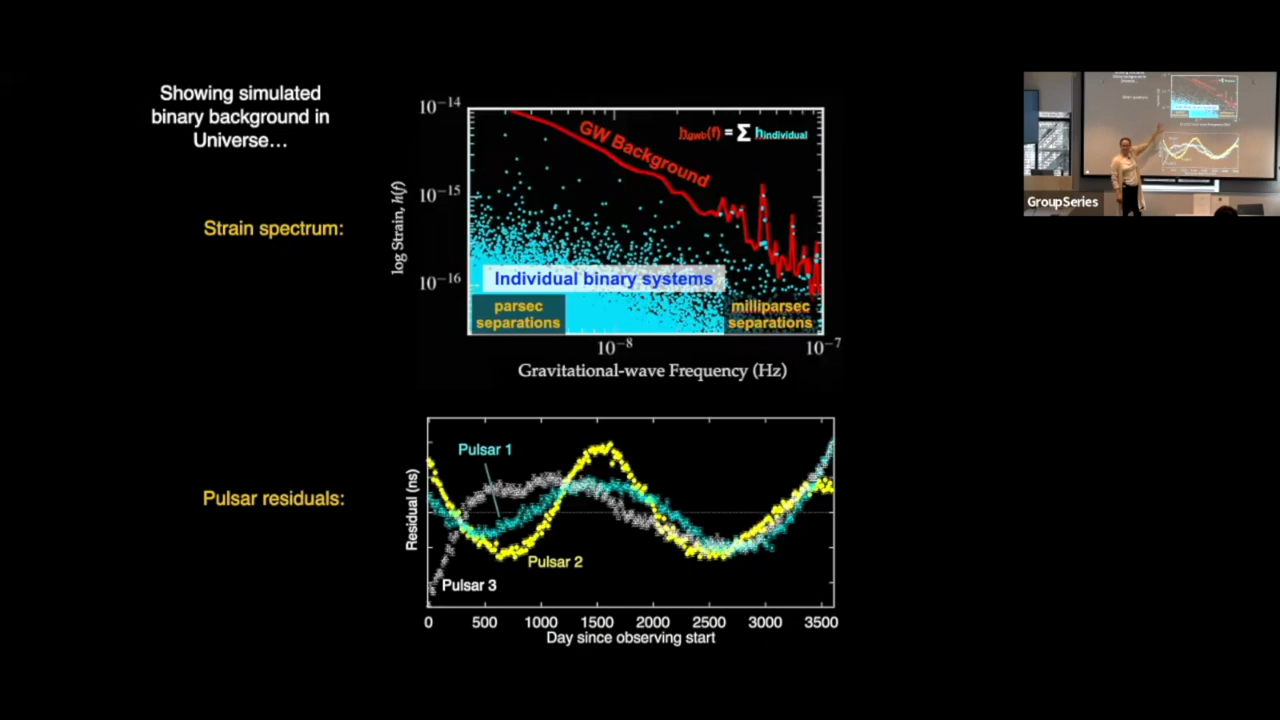 Showing simulated
binary background in
Universe...
Strain spectrum:
10⁻¹⁴
10⁻¹⁵
10⁻¹⁶
log Strain, h(f)
GW Background
h_gwb(f) = Σ h_individual
Individual binary systems
parsec
separations
milliparsec
separations
10⁻⁸
10⁻⁷
Gravitational-wave Frequency (Hz)
GroupSeries
Pulsar residuals:
Residual (ns)
Pulsar 1
Pulsar 2
Pulsar 3
0 500 1000 1500 2000 2500 3000 3500
Day since observing start